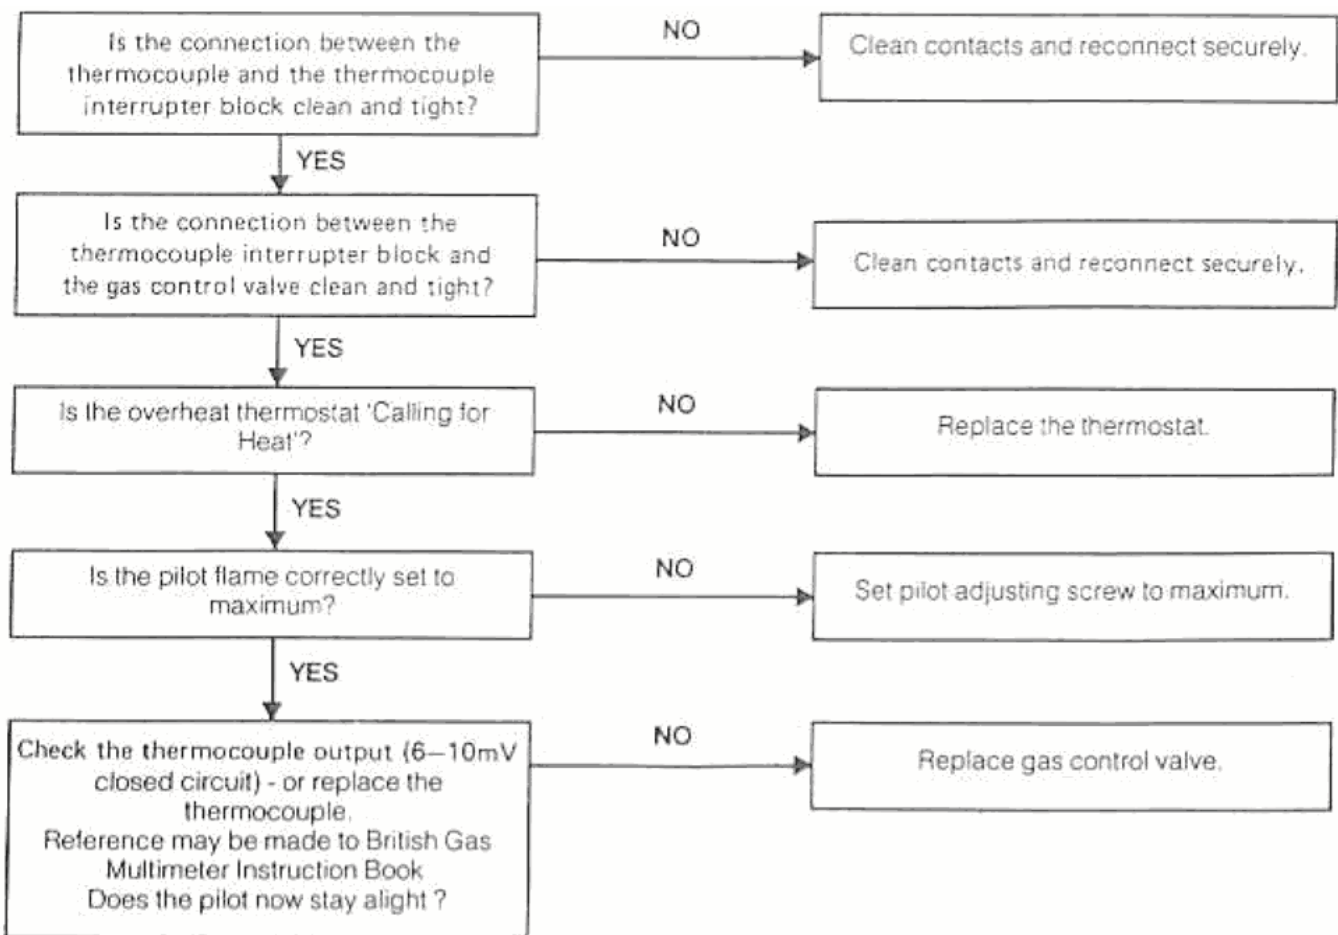 Is the connection between the
thermocouple and the thermocouple
interrupter block clean and tight?
NO
Clean contacts and reconnect securely.
YES
Is the connection between the
thermocouple interrupter block and
the gas control valve clean and tight?
NO
Clean contacts and reconnect securely.
YES
Is the overheat thermostat 'Calling for
Heat'?
NO
Replace the thermostat.
YES
Is the pilot flame correctly set to
maximum?
NO
Set pilot adjusting screw to maximum.
YES
Check the thermocouple output (6–10mV
closed circuit) - or replace the
thermocouple.
Reference may be made to British Gas
Multimeter Instruction Book
Does the pilot now stay alight ?
NO
Replace gas control valve.